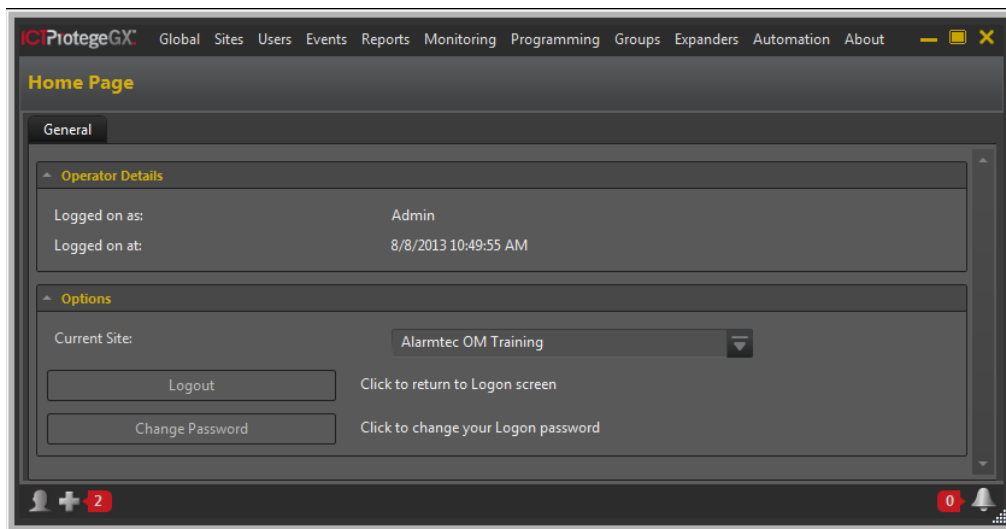 ICT ProtegeGX Global Sites Users Events Reports Monitoring Programming Groups Expanders Automation About
Home Page
General
Operator Details
Logged on as: Admin
Logged on at: 8/8/2013 10:49:55 AM
Options
Current Site: Alarmtec OM Training
Logout Click to return to Logon screen
Change Password Click to change your Logon password
2 0